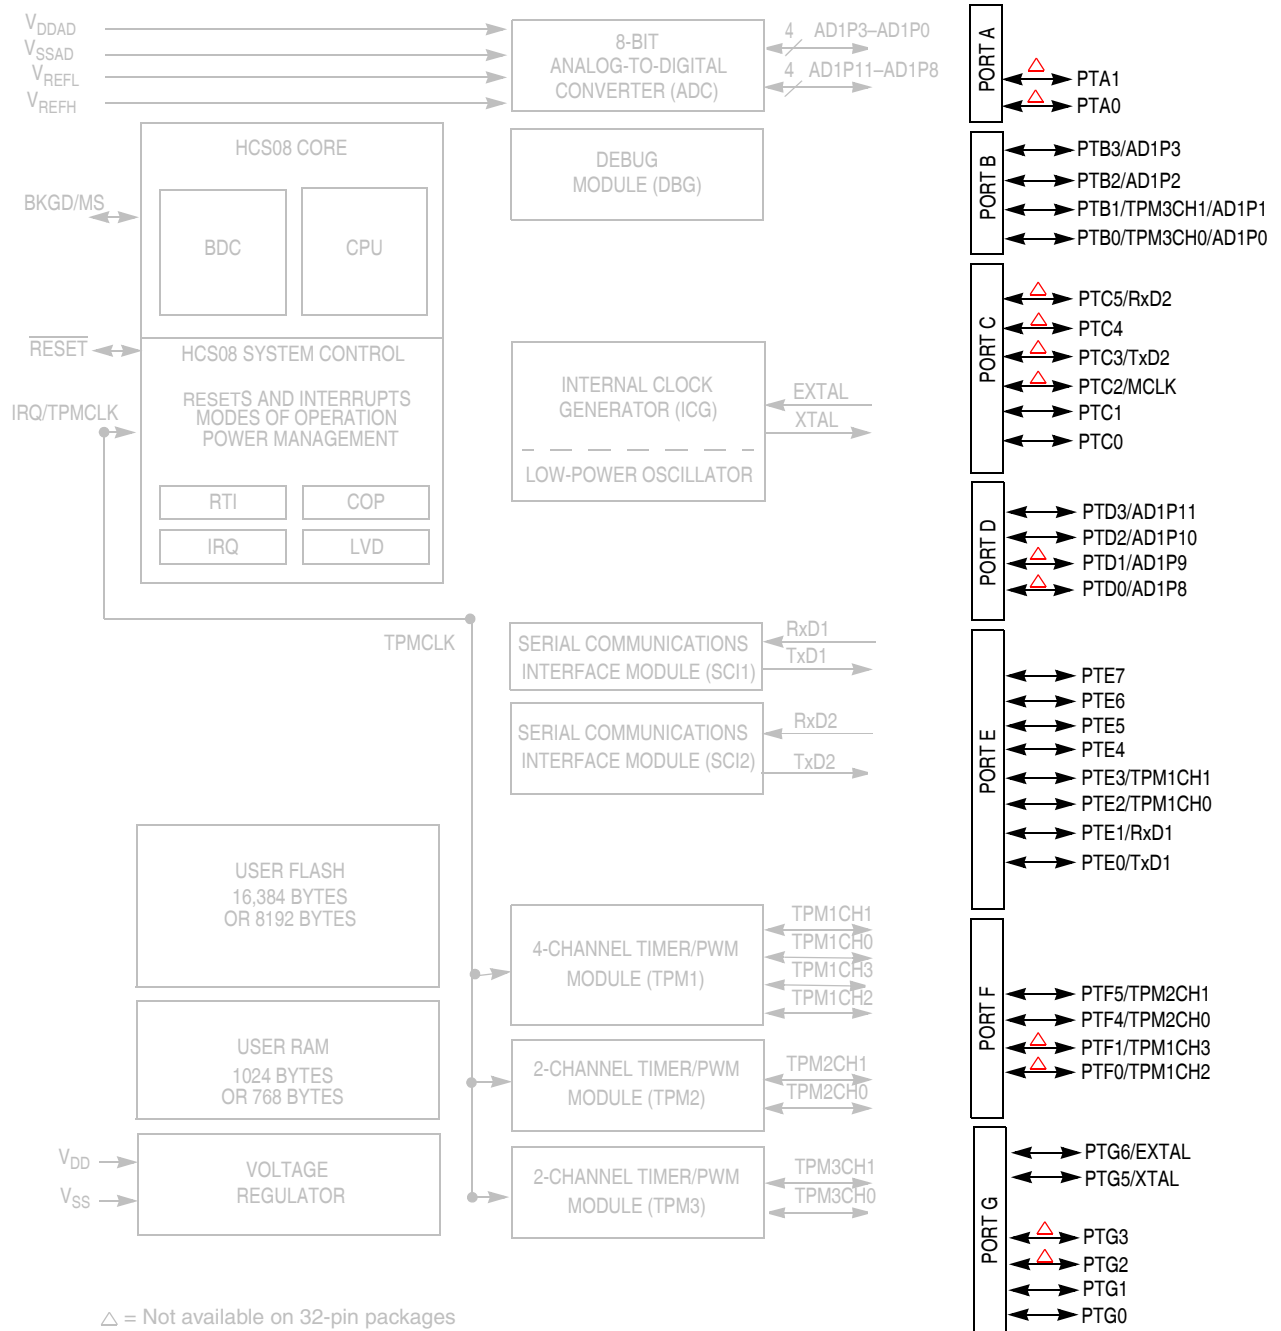 VDDAD
VSSAD
VREFL
VREFH
8-BIT
ANALOG-TO-DIGITAL
CONVERTER (ADC)
4 AD1P3–AD1P0
4 AD1P11–AD1P8
HCS08 CORE
BDC
CPU
BKGD/MS
DEBUG
MODULE (DBG)
RESET
HCS08 SYSTEM CONTROL
RESETS AND INTERRUPTS
MODES OF OPERATION
POWER MANAGEMENT
IRQ/TPMCLK
RTI
COP
IRQ
LVD
INTERNAL CLOCK
GENERATOR (ICG)
LOW-POWER OSCILLATOR
EXTAL
XTAL
TPMCLK
SERIAL COMMUNICATIONS
INTERFACE MODULE (SCI1)
RxD1
TxD1
SERIAL COMMUNICATIONS
INTERFACE MODULE (SCI2)
RxD2
TxD2
USER FLASH
16,384 BYTES
OR 8192 BYTES
4-CHANNEL TIMER/PWM
MODULE (TPM1)
TPM1CH1
TPM1CH0
TPM1CH3
TPM1CH2
USER RAM
1024 BYTES
OR 768 BYTES
2-CHANNEL TIMER/PWM
MODULE (TPM2)
TPM2CH1
TPM2CH0
VDD
VSS
VOLTAGE
REGULATOR
2-CHANNEL TIMER/PWM
MODULE (TPM3)
TPM3CH1
TPM3CH0
△ = Not available on 32-pin packages
PORT A
PTA1
PTA0
PORT B
PTB3/AD1P3
PTB2/AD1P2
PTB1/TPM3CH1/AD1P1
PTB0/TPM3CH0/AD1P0
PORT C
PTC5/RxD2
PTC4
PTC3/TxD2
PTC2/MCLK
PTC1
PTC0
PORT D
PTD3/AD1P11
PTD2/AD1P10
PTD1/AD1P9
PTD0/AD1P8
PORT E
PTE7
PTE6
PTE5
PTE4
PTE3/TPM1CH1
PTE2/TPM1CH0
PTE1/RxD1
PTE0/TxD1
PORT F
PTF5/TPM2CH1
PTF4/TPM2CH0
PTF1/TPM1CH3
PTF0/TPM1CH2
PORT G
PTG6/EXTAL
PTG5/XTAL
PTG3
PTG2
PTG1
PTG0